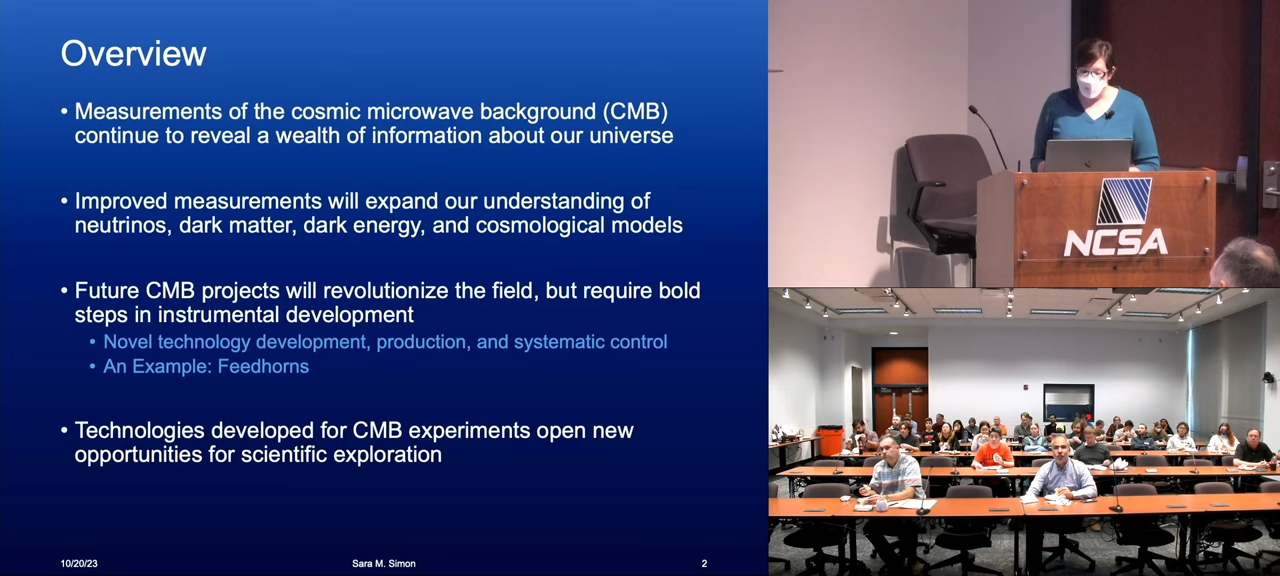 Overview
• Measurements of the cosmic microwave background (CMB)
continue to reveal a wealth of information about our universe
• Improved measurements will expand our understanding of
neutrinos, dark matter, dark energy, and cosmological models
• Future CMB projects will revolutionize the field, but require bold
steps in instrumental development
• Novel technology development, production, and systematic control
• An Example: Feedhorns
• Technologies developed for CMB experiments open new
opportunities for scientific exploration
10/20/23
Sara M. Simon
2
NCSA